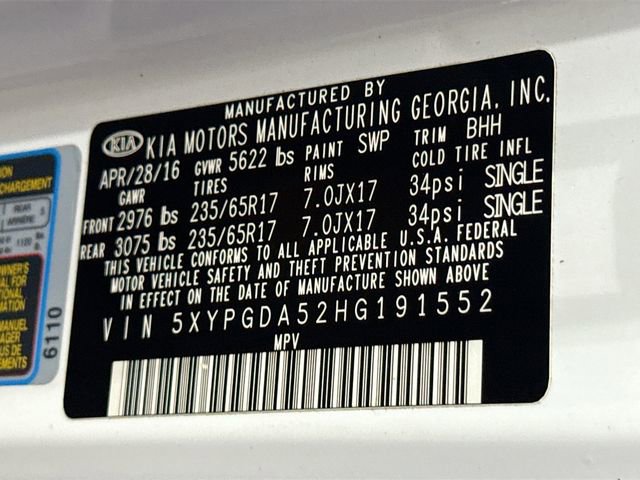 MANUFACTURED BY
KIA KIA MOTORS MANUFACTURING GEORGIA, INC.
APR/28/16 GVWR 5622 lbs PAINT SWP TRIM BHH
GAWR TIRES RIMS COLD TIRE INFL
FRONT 2976 lbs 235/65R17 7.0JX17 34psi SINGLE
REAR 3075 lbs 235/65R17 7.0JX17 34psi SINGLE
THIS VEHICLE CONFORMS TO ALL APPLICABLE U.S.A. FEDERAL
MOTOR VEHICLE SAFETY AND THEFT PREVENTION STANDARDS
IN EFFECT ON THE DATE OF MANUFACTURE SHOWN ABOVE
VIN 5XYPGDA52HG191552
MPV
CHARGEMENT
REAR
6110